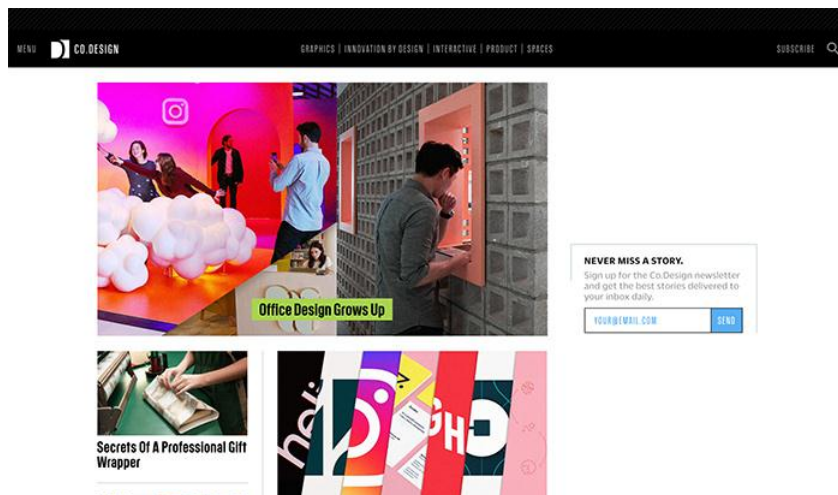 MENU
CO.DESIGN
GRAPHICS | INNOVATION BY DESIGN | INTERACTIVE | PRODUCT | SPACES
SUBSCRIBE
Office Design Grows Up
NEVER MISS A STORY.
Sign up for the Co.Design newsletter
and get the best stories delivered to
your inbox daily.
YOUR@EMAIL.COM
SEND
Secrets Of A Professional Gift
Wrapper